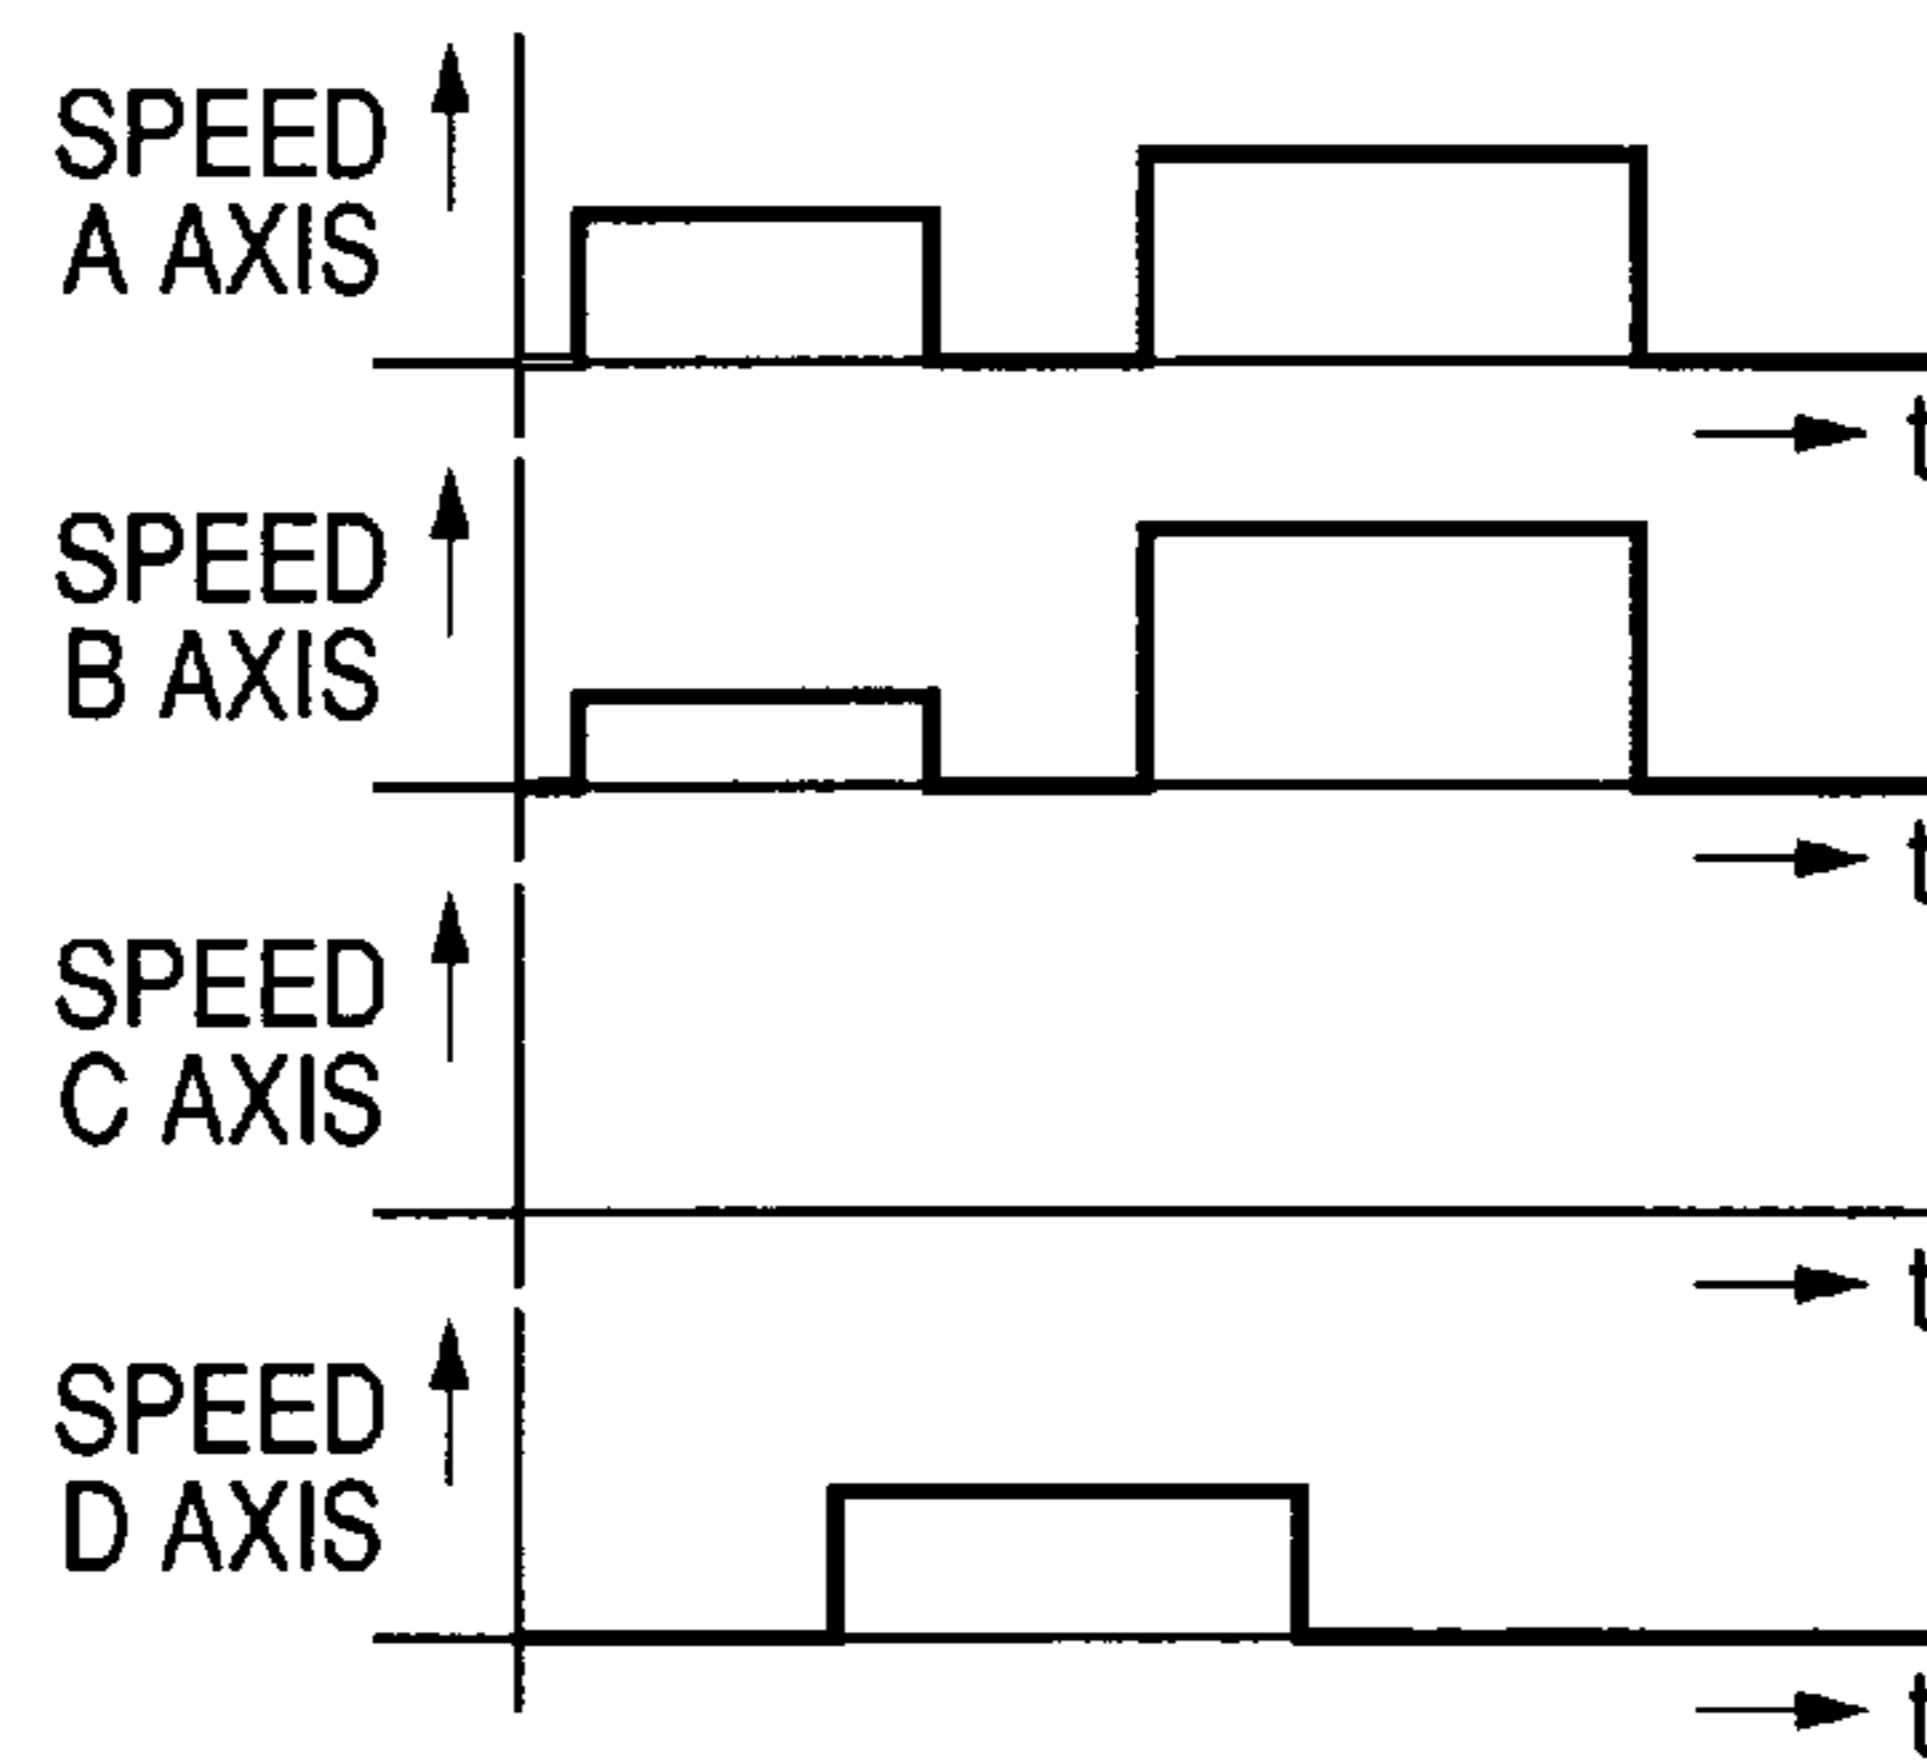 SPEED
A AXIS
t
SPEED
B AXIS
t
SPEED
C AXIS
t
SPEED
D AXIS
t